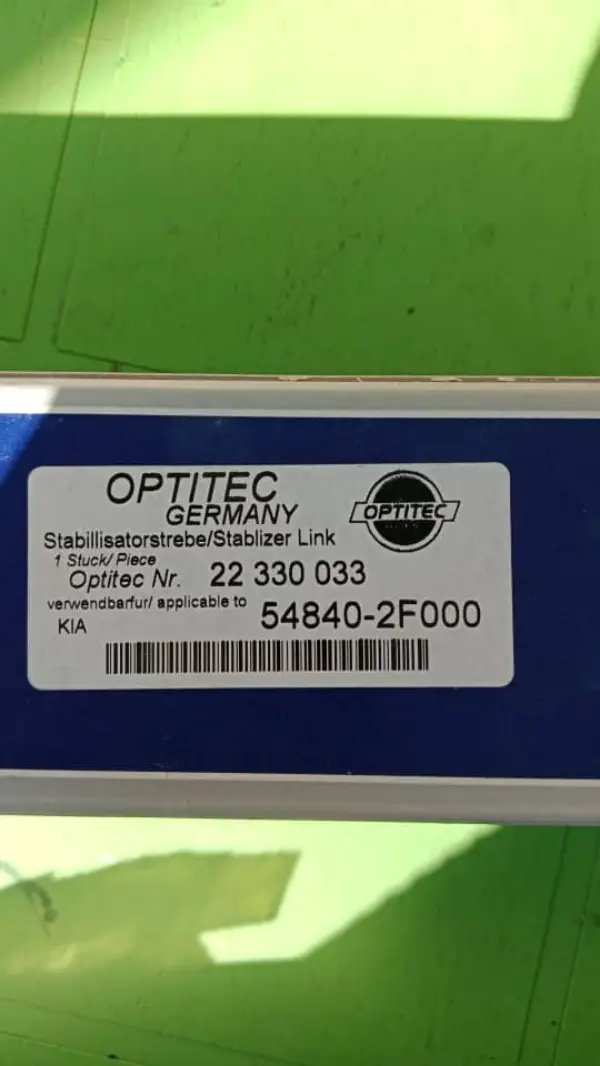 OPTITEC
GERMANY
OPTITEC
Stabillisatorstrebe/Stablizer Link
1 Stuck/ Piece
Optitec Nr. 22 330 033
verwendbarfur/ applicable to 54840-2F000
KIA